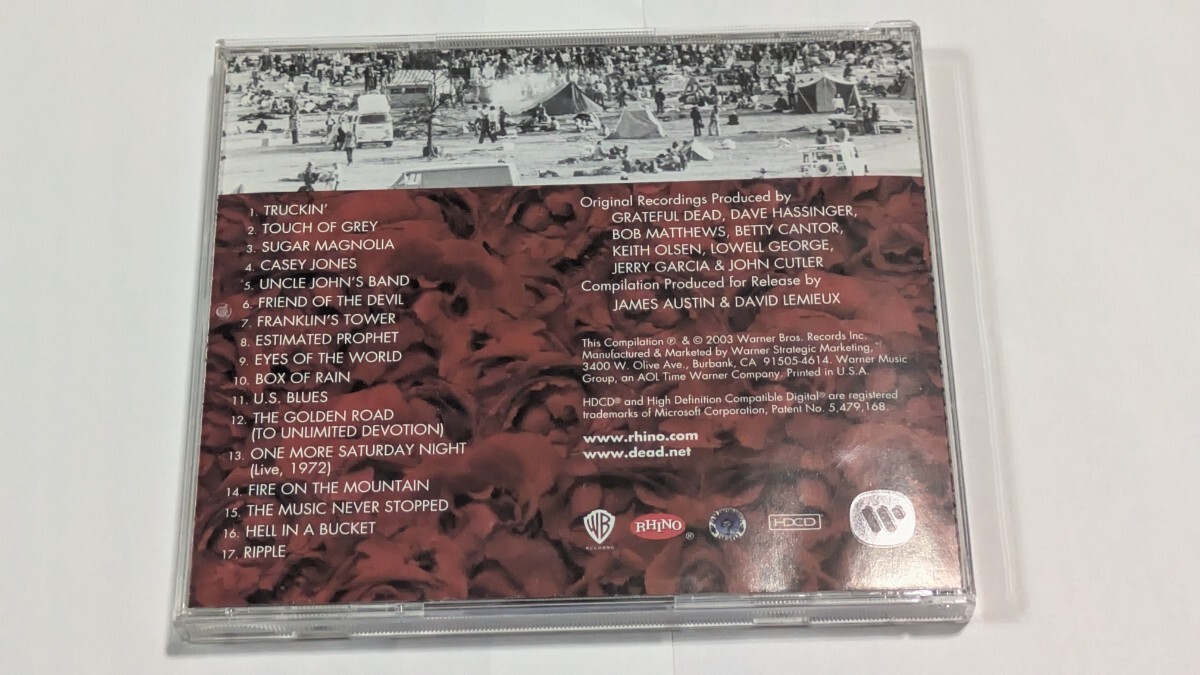 1. TRUCKIN'
2. TOUCH OF GREY
3. SUGAR MAGNOLIA
4. CASEY JONES
5. UNCLE JOHN'S BAND
6. FRIEND OF THE DEVIL
7. FRANKLIN'S TOWER
8. ESTIMATED PROPHET
9. EYES OF THE WORLD
10. BOX OF RAIN
11. U.S. BLUES
12. THE GOLDEN ROAD
(TO UNLIMITED DEVOTION)
13. ONE MORE SATURDAY NIGHT
(Live, 1972)
14. FIRE ON THE MOUNTAIN
15. THE MUSIC NEVER STOPPED
16. HELL IN A BUCKET
17. RIPPLE
Original Recordings Produced by
GRATEFUL DEAD, DAVE HASSINGER,
BOB MATTHEWS, BETTY CANTOR,
KEITH OLSEN, LOWELL GEORGE,
JERRY GARCIA & JOHN CUTLER
Compilation Produced for Release by
JAMES AUSTIN & DAVID LEMIEUX
This Compilation ℗ & © 2003 Warner Bros. Records Inc.
Manufactured & Marketed by Warner Strategic Marketing,
3400 W. Olive Ave., Burbank, CA 91505-4614. Warner Music
Group, an AOL Time Warner Company. Printed in U.S.A.
HDCD® and High Definition Compatible Digital® are registered
trademarks of Microsoft Corporation, Patent No. 5,479,168.
www.rhino.com
www.dead.net
WB
RECORDS
RHINO
®
HDCD